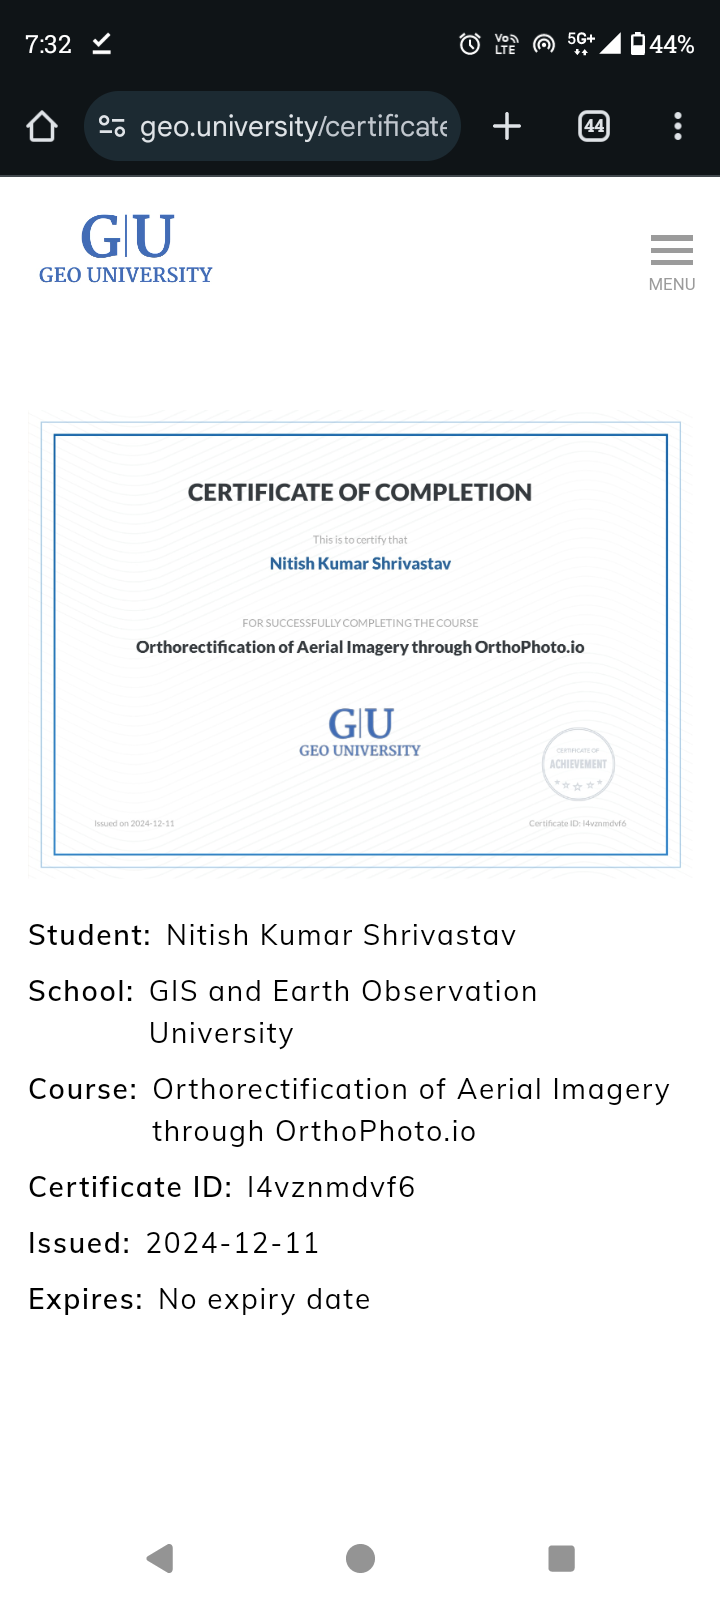 7:32
Vo LTE 5G+ 44%
geo.university/certificate
44
G|U
GEO UNIVERSITY
MENU
CERTIFICATE OF COMPLETION
This is to certify that
Nitish Kumar Shrivastav
FOR SUCCESSFULLY COMPLETING THE COURSE
Orthorectification of Aerial Imagery through OrthoPhoto.io
G|U
GEO UNIVERSITY
CERTIFICATE OF
ACHIEVEMENT
Issued on 2024-12-11
Certificate ID: l4vznmdvf6
Student: Nitish Kumar Shrivastav
School: GIS and Earth Observation
University
Course: Orthorectification of Aerial Imagery
through OrthoPhoto.io
Certificate ID: l4vznmdvf6
Issued: 2024-12-11
Expires: No expiry date